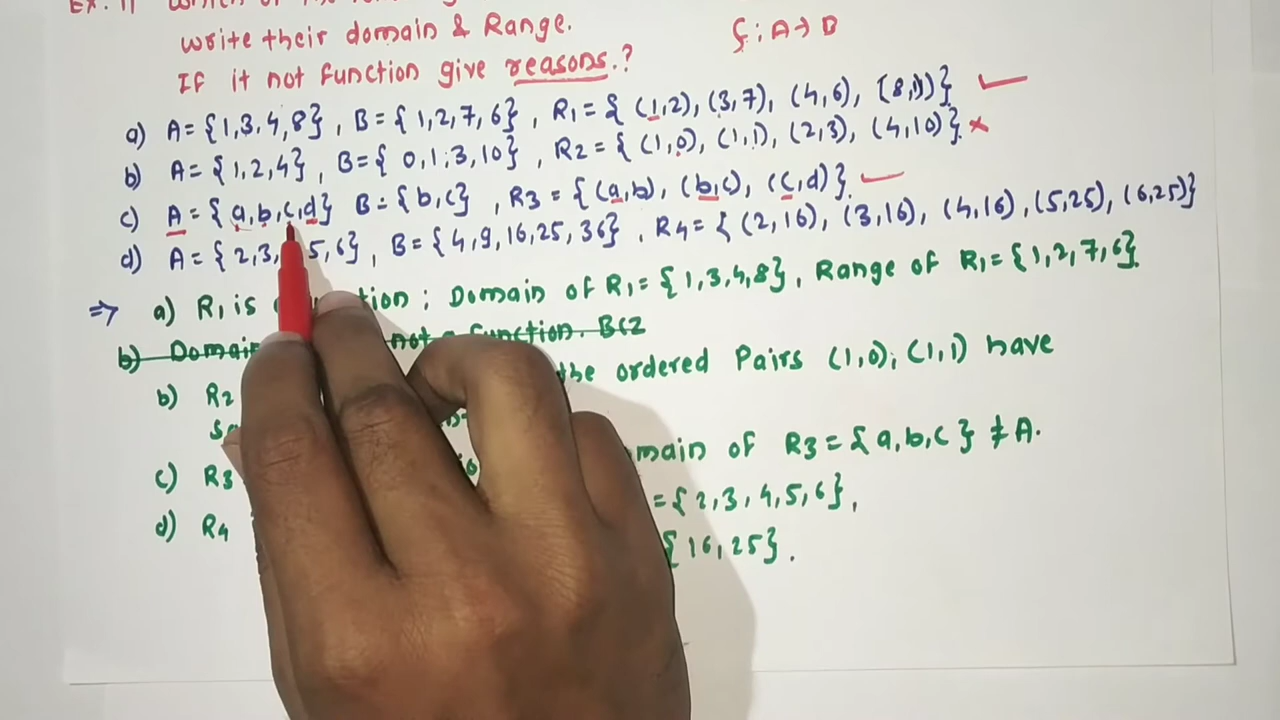 write their domain & Range.
f : A → B
If it not function give reasons.?
a) A = {1,3,4,8}, B = {1,2,7,6}, R1 = { (1,2), (3,7), (4,6), (8,1)}
b) A = {1,2,4}, B = { 0,1,3,10}, R2 = { (1,0), (1,1), (2,3), (4,10)}.
c) A = { a,b,c,d} B = {b,c}, R3 = {(a,b), (b,c), (c,d)}.
d) A = { 2,3, 5,6}, B = {4,9,16,25,36}, R4 = { (2,16), (3,16), (4,16), (5,25), (6,25)}
⇒ a) R1 is ; Domain of R1 = {1,3,4,8}, Range of R1 = {1,2,7,6}
b) not a function.
b) R2 the ordered Pairs (1,0), (1,1) have
c) R3 of R3 = {a,b,c} ≠ A.
d) R4 = {2,3,4,5,6},
{16,25}.